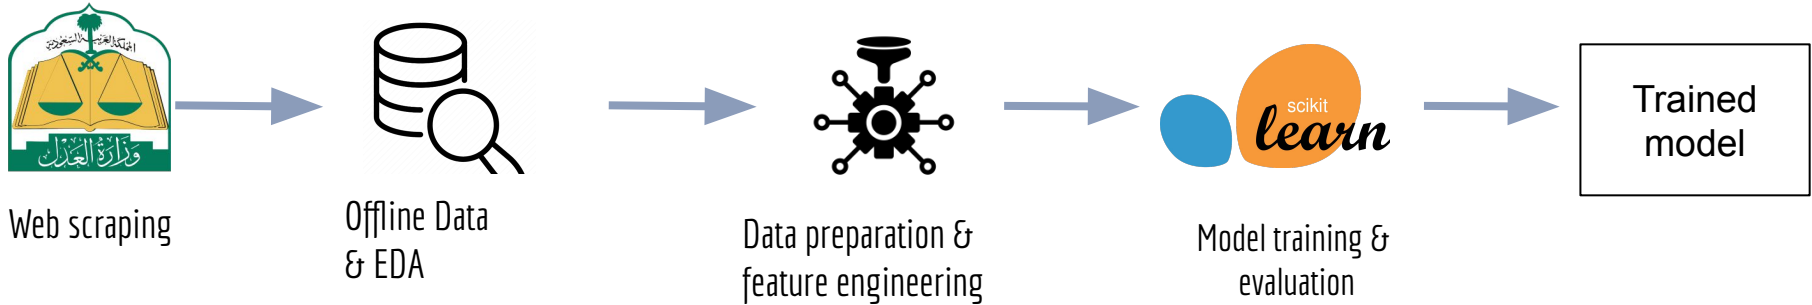 المملكة العربية السعودية
وزارة العدل
Web scraping
Offline Data
& EDA
Data preparation &
feature engineering
scikit
learn
Model training &
evaluation
Trained
model